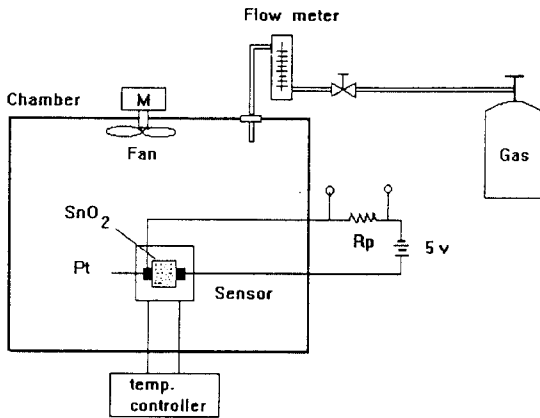 Flow meter
Chamber
M
Fan
Gas
SnO2
Rp
5 v
Pt
Sensor
temp.
controller